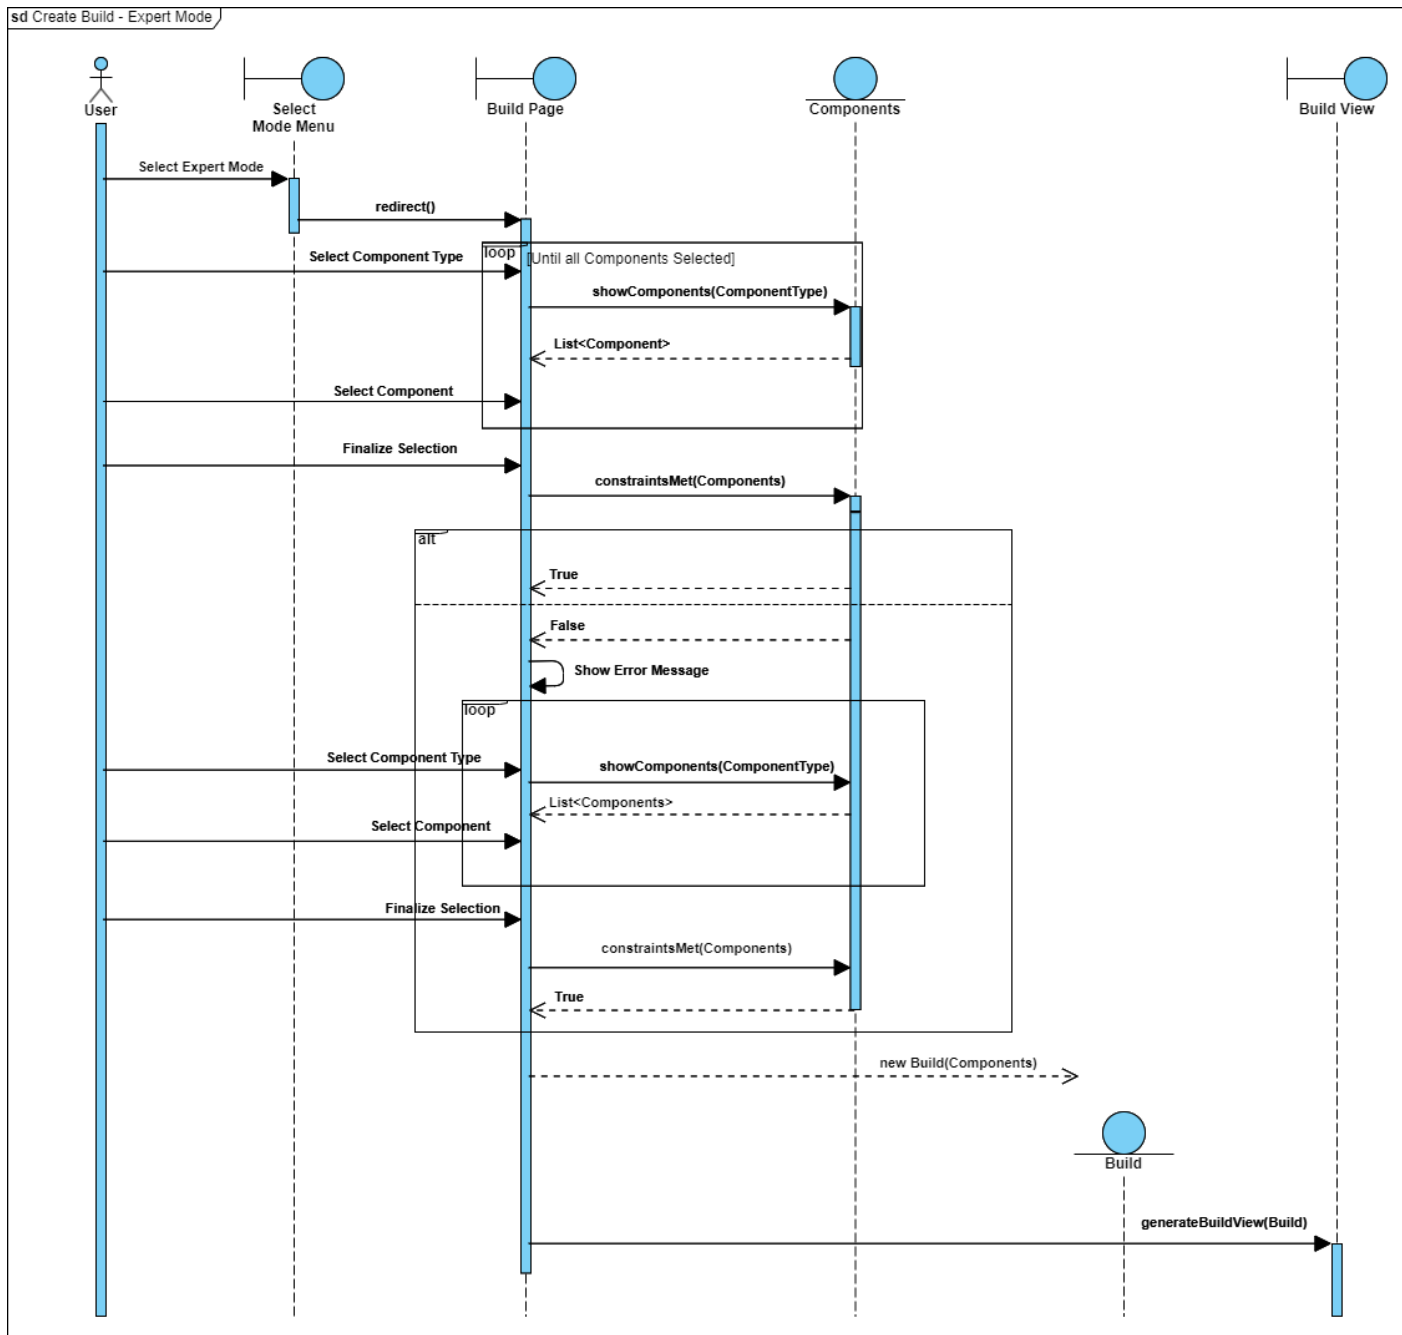 sd Create Build - Expert Mode
User
Select
Mode Menu
Build Page
Components
Build View
Select Expert Mode
redirect()
Select Component Type
loop
[Until all Components Selected]
showComponents(ComponentType)
List<Component>
Select Component
Finalize Selection
constraintsMet(Components)
alt
True
False
Show Error Message
loop
Select Component Type
showComponents(ComponentType)
List<Components>
Select Component
Finalize Selection
constraintsMet(Components)
True
new Build(Components)
Build
generateBuildView(Build)